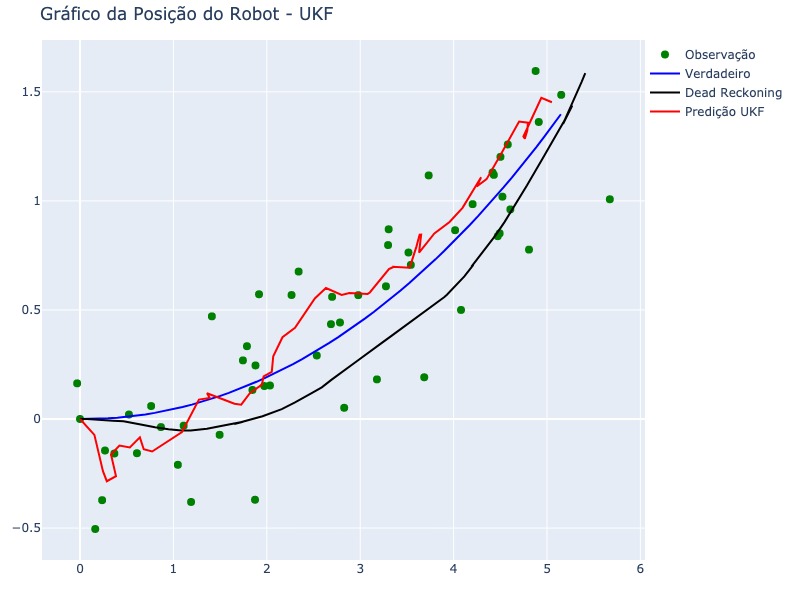 Gráfico da Posição do Robot - UKF
Observação
Verdadeiro
Dead Reckoning
Predição UKF
1.5
1
0.5
0
−0.5
0 1 2 3 4 5 6